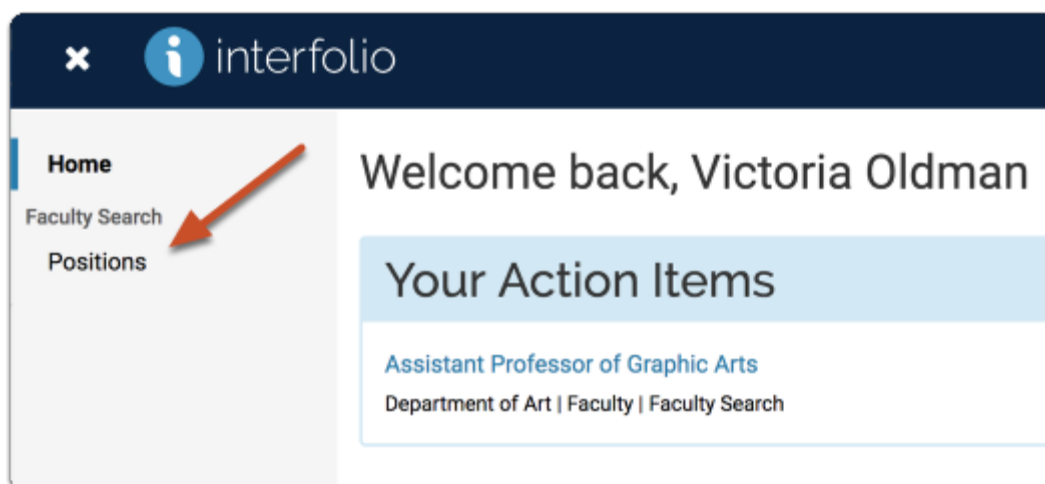 interfolio
Home
Faculty Search
Positions
Welcome back, Victoria Oldman
Your Action Items
Assistant Professor of Graphic Arts
Department of Art | Faculty | Faculty Search